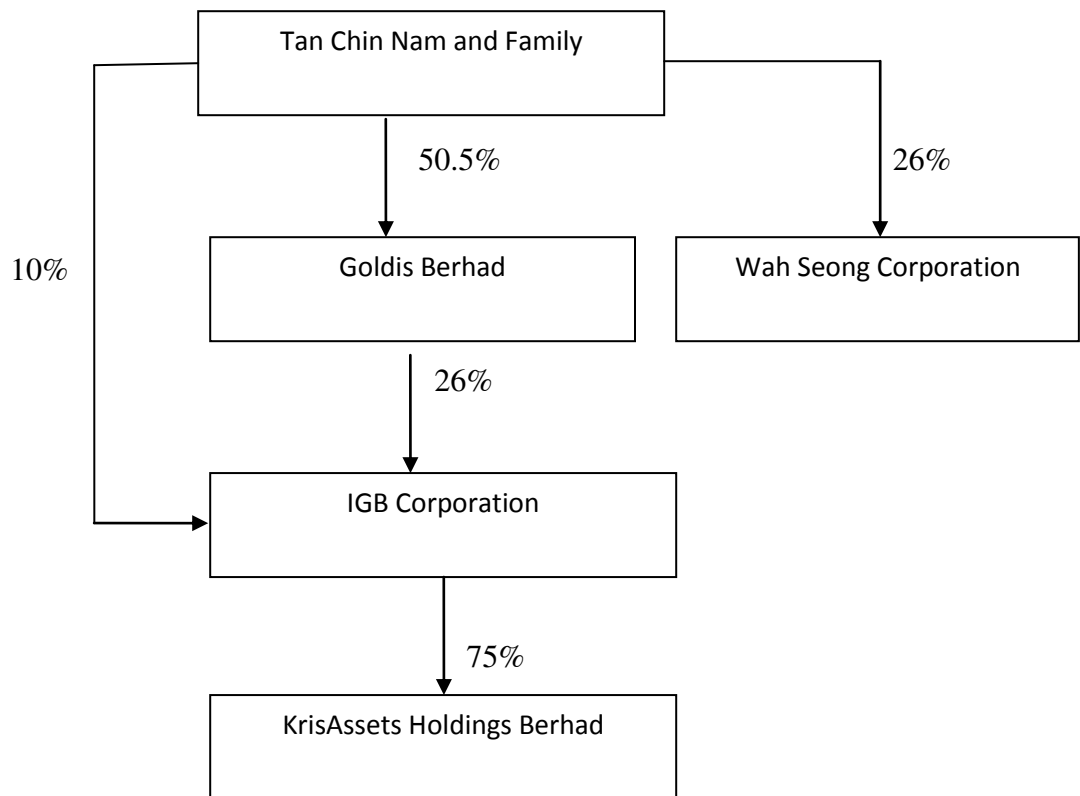 Tan Chin Nam and Family
50.5%
26%
10%
Goldis Berhad
Wah Seong Corporation
26%
IGB Corporation
75%
KrisAssets Holdings Berhad